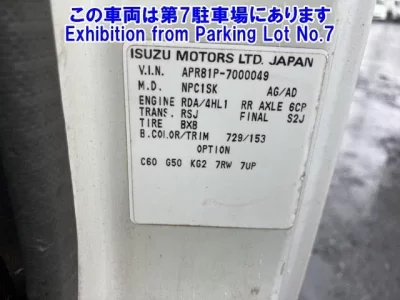 この車両は第7駐車場にあります
Exhibition from Parking Lot No.7
ISUZU MOTORS LTD. JAPAN
V.I.N. APR81P-7000049
M.D. NPC1SK AG/AD
ENGINE RDA/4HL1 RR AXLE 6CP
TRANS. RSJ FINAL S2J
TIRE BXB
B.COLOR/TRIM 729/153
OPTION
C60 G50 KG2 7RW 7UP